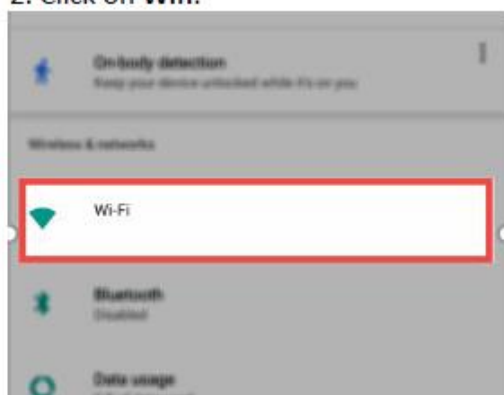 2. Click on Wifi.
On-body detection
Keep your device unlocked while it's on you
Wireless & networks
Wi-Fi
Bluetooth
Disabled
Data usage